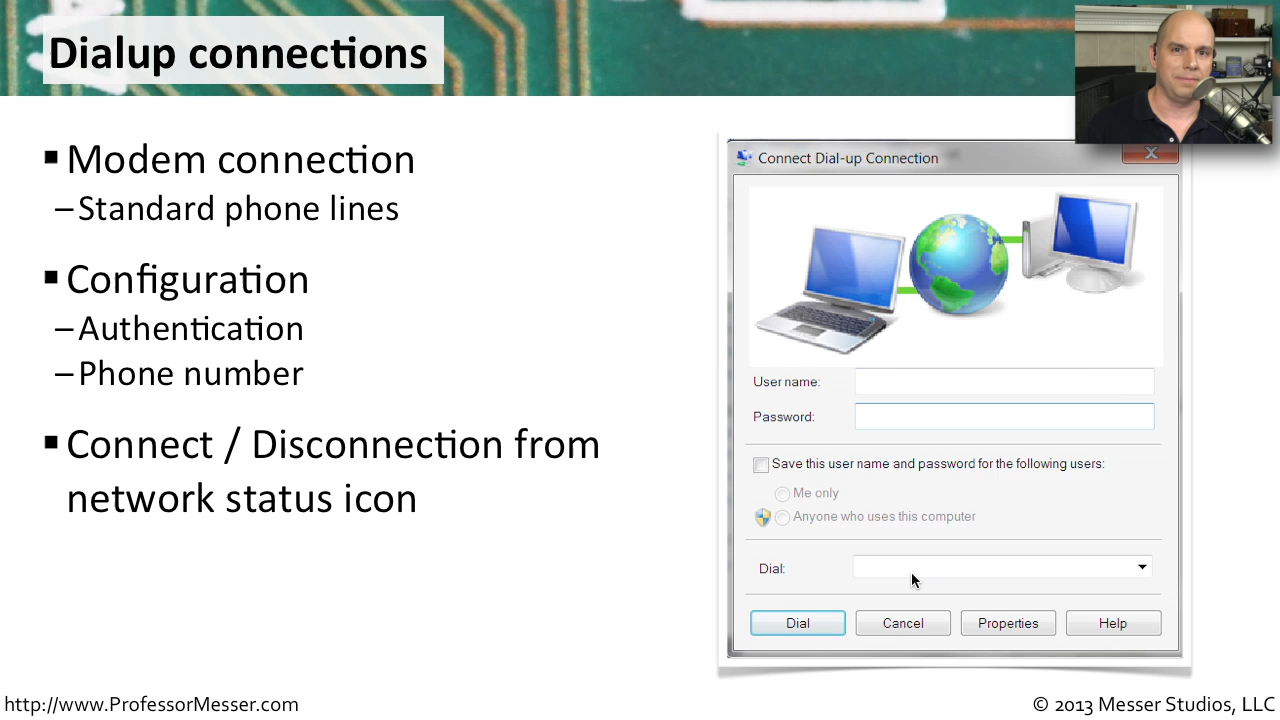 Dialup connections
▪ Modem connection
– Standard phone lines
▪ Configuration
– Authentication
– Phone number
▪ Connect / Disconnection from
network status icon
Connect Dial-up Connection
User name:
Password:
Save this user name and password for the following users:
Me only
Anyone who uses this computer
Dial:
Dial Cancel Properties Help
http://www.ProfessorMesser.com
© 2013 Messer Studios, LLC